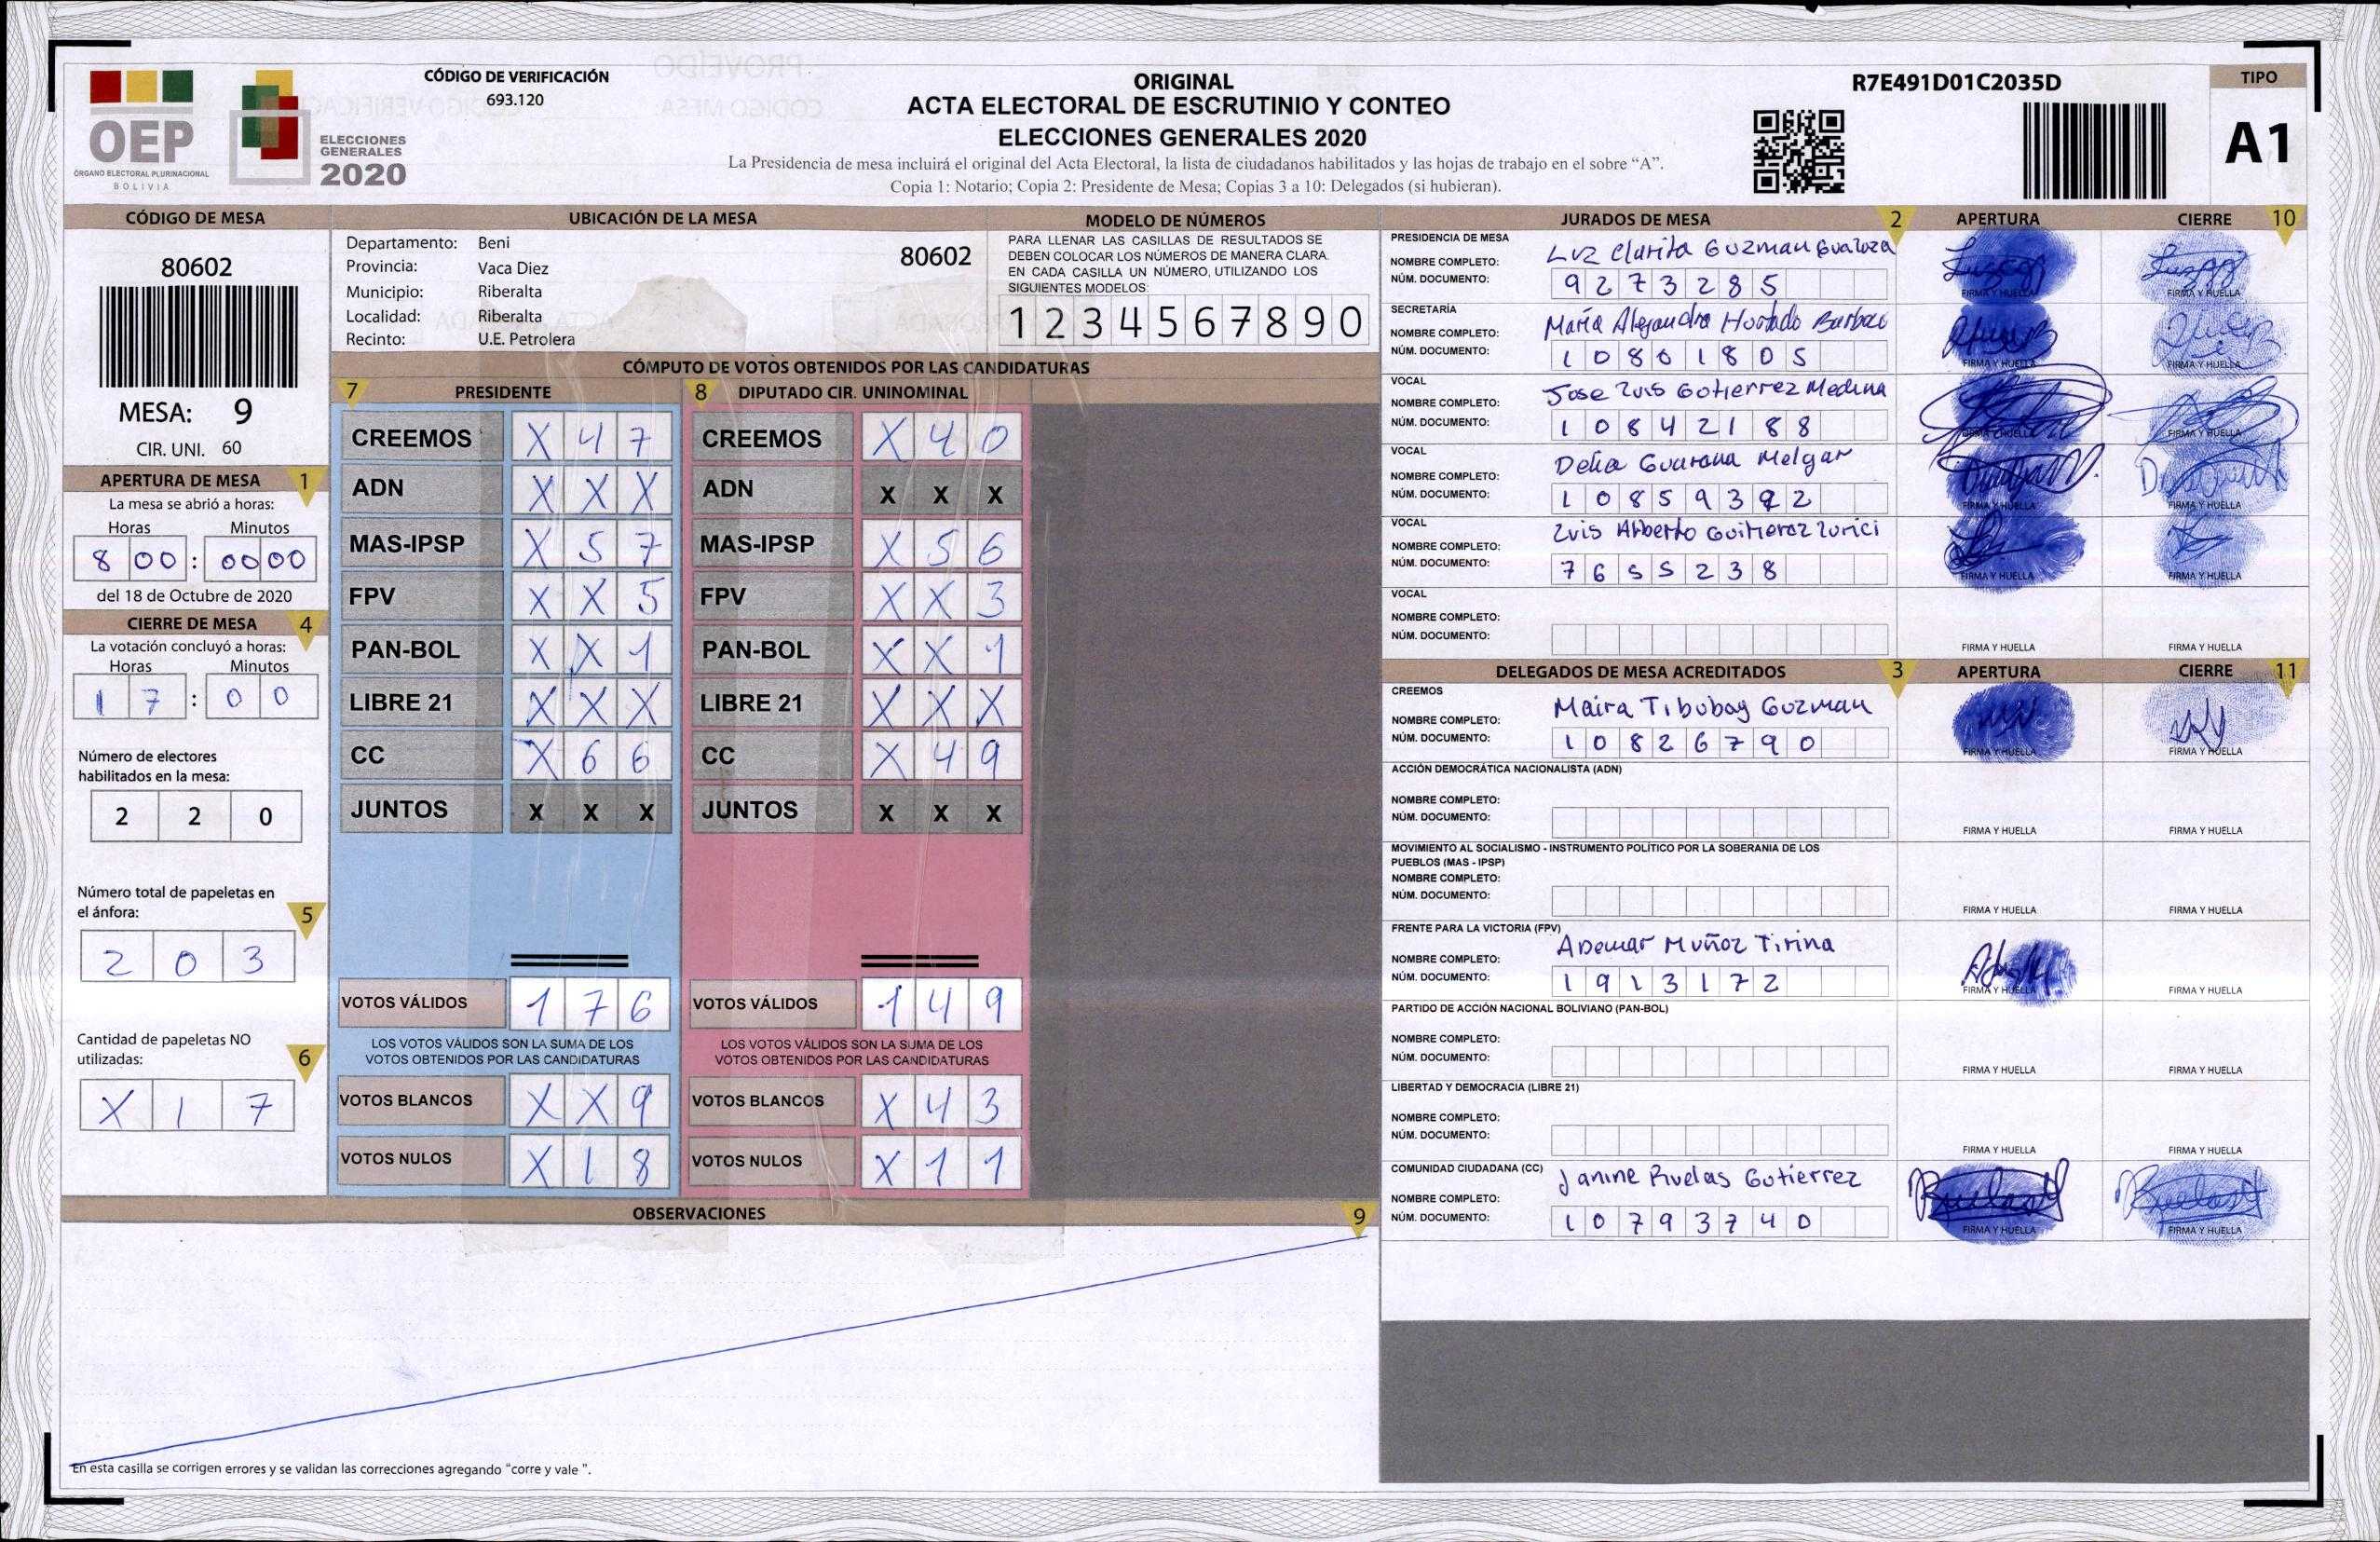 CÓDIGO DE VERIFICACIÓN
693.120
OEP
ÓRGANO ELECTORAL PLURINACIONAL
BOLIVIA
ELECCIONES
GENERALES
2020
ORIGINAL
ACTA ELECTORAL DE ESCRUTINIO Y CONTEO
ELECCIONES GENERALES 2020
La Presidencia de mesa incluirá el original del Acta Electoral, la lista de ciudadanos habilitados y las hojas de trabajo en el sobre “A”.
Copia 1: Notario; Copia 2: Presidente de Mesa; Copias 3 a 10: Delegados (si hubieran).
R7E491D01C2035D
TIPO
A1
CÓDIGO DE MESA
80602
MESA: 9
CIR. UNI. 60
APERTURA DE MESA 1
La mesa se abrió a horas:
Horas Minutos
8 00 : 00 00
del 18 de Octubre de 2020
CIERRE DE MESA 4
La votación concluyó a horas:
Horas Minutos
1 7 : 0 0
Número de electores
habilitados en la mesa:
2 2 0
Número total de papeletas en
el ánfora: 5
2 0 3
Cantidad de papeletas NO
utilizadas: 6
X 1 7
UBICACIÓN DE LA MESA
Departamento: Beni
80602
Provincia: Vaca Diez
Municipio: Riberalta
Localidad: Riberalta
Recinto: U.E. Petrolera
MODELO DE NÚMEROS
PARA LLENAR LAS CASILLAS DE RESULTADOS SE
DEBEN COLOCAR LOS NÚMEROS DE MANERA CLARA.
EN CADA CASILLA UN NÚMERO, UTILIZANDO LOS
SIGUIENTES MODELOS:
1 2 3 4 5 6 7 8 9 0
CÓMPUTO DE VOTOS OBTENIDOS POR LAS CANDIDATURAS
7 PRESIDENTE
CREEMOS X 4 7
ADN X X X
MAS-IPSP X 5 7
FPV X X 5
PAN-BOL X X 1
LIBRE 21 X X X
CC X 6 6
JUNTOS X X X
VOTOS VÁLIDOS 1 7 6
LOS VOTOS VÁLIDOS SON LA SUMA DE LOS
VOTOS OBTENIDOS POR LAS CANDIDATURAS
VOTOS BLANCOS X X 9
VOTOS NULOS X 1 8
8 DIPUTADO CIR. UNINOMINAL
CREEMOS X 4 0
ADN X X X
MAS-IPSP X 5 6
FPV X X 3
PAN-BOL X X 1
LIBRE 21 X X X
CC X 4 9
JUNTOS X X X
VOTOS VÁLIDOS 1 4 9
LOS VOTOS VÁLIDOS SON LA SUMA DE LOS
VOTOS OBTENIDOS POR LAS CANDIDATURAS
VOTOS BLANCOS X 4 3
VOTOS NULOS X 1 1
OBSERVACIONES 9
En esta casilla se corrigen errores y se validan las correcciones agregando “corre y vale ”.
JURADOS DE MESA 2 APERTURA CIERRE 10
PRESIDENCIA DE MESA
NOMBRE COMPLETO: Luz Clarita Guzman
NÚM. DOCUMENTO: 9 2 7 3 2 8 5
FIRMA Y HUELLA FIRMA Y HUELLA
SECRETARÍA
NOMBRE COMPLETO: María Alejandra Hurtado
NÚM. DOCUMENTO: 1 0 8 0 1 8 0 5
FIRMA Y HUELLA FIRMA Y HUELLA
VOCAL
NOMBRE COMPLETO: Jose Luis Gutierrez Medina
NÚM. DOCUMENTO: 1 0 8 4 2 1 8 8
FIRMA Y HUELLA FIRMA Y HUELLA
VOCAL
NOMBRE COMPLETO: Delia Melgar
NÚM. DOCUMENTO: 1 0 8 5 9 3 2
FIRMA Y HUELLA FIRMA Y HUELLA
VOCAL
NOMBRE COMPLETO: Luis Alberto
NÚM. DOCUMENTO: 7 6 5 5 2 3 8
FIRMA Y HUELLA FIRMA Y HUELLA
VOCAL
NOMBRE COMPLETO:
NÚM. DOCUMENTO:
FIRMA Y HUELLA FIRMA Y HUELLA
DELEGADOS DE MESA ACREDITADOS 3 APERTURA CIERRE 11
CREEMOS
NOMBRE COMPLETO: Maira Tibubay Guzman
NÚM. DOCUMENTO: 1 0 8 2 6 7 9 0
FIRMA Y HUELLA FIRMA Y HUELLA
ACCIÓN DEMOCRÁTICA NACIONALISTA (ADN)
NOMBRE COMPLETO:
NÚM. DOCUMENTO:
FIRMA Y HUELLA FIRMA Y HUELLA
MOVIMIENTO AL SOCIALISMO - INSTRUMENTO POLÍTICO POR LA SOBERANIA DE LOS
PUEBLOS (MAS - IPSP)
NOMBRE COMPLETO:
NÚM. DOCUMENTO:
FIRMA Y HUELLA FIRMA Y HUELLA
FRENTE PARA LA VICTORIA (FPV)
NOMBRE COMPLETO: Ademar Muñoz Tirina
NÚM. DOCUMENTO: 1 9 1 3 1 7 2
FIRMA Y HUELLA FIRMA Y HUELLA
PARTIDO DE ACCIÓN NACIONAL BOLIVIANO (PAN-BOL)
NOMBRE COMPLETO:
NÚM. DOCUMENTO:
FIRMA Y HUELLA FIRMA Y HUELLA
LIBERTAD Y DEMOCRACIA (LIBRE 21)
NOMBRE COMPLETO:
NÚM. DOCUMENTO:
FIRMA Y HUELLA FIRMA Y HUELLA
COMUNIDAD CIUDADANA (CC)
NOMBRE COMPLETO: Janine Ruelas Gutierrez
NÚM. DOCUMENTO: 1 0 7 9 3 7 4 0
FIRMA Y HUELLA FIRMA Y HUELLA